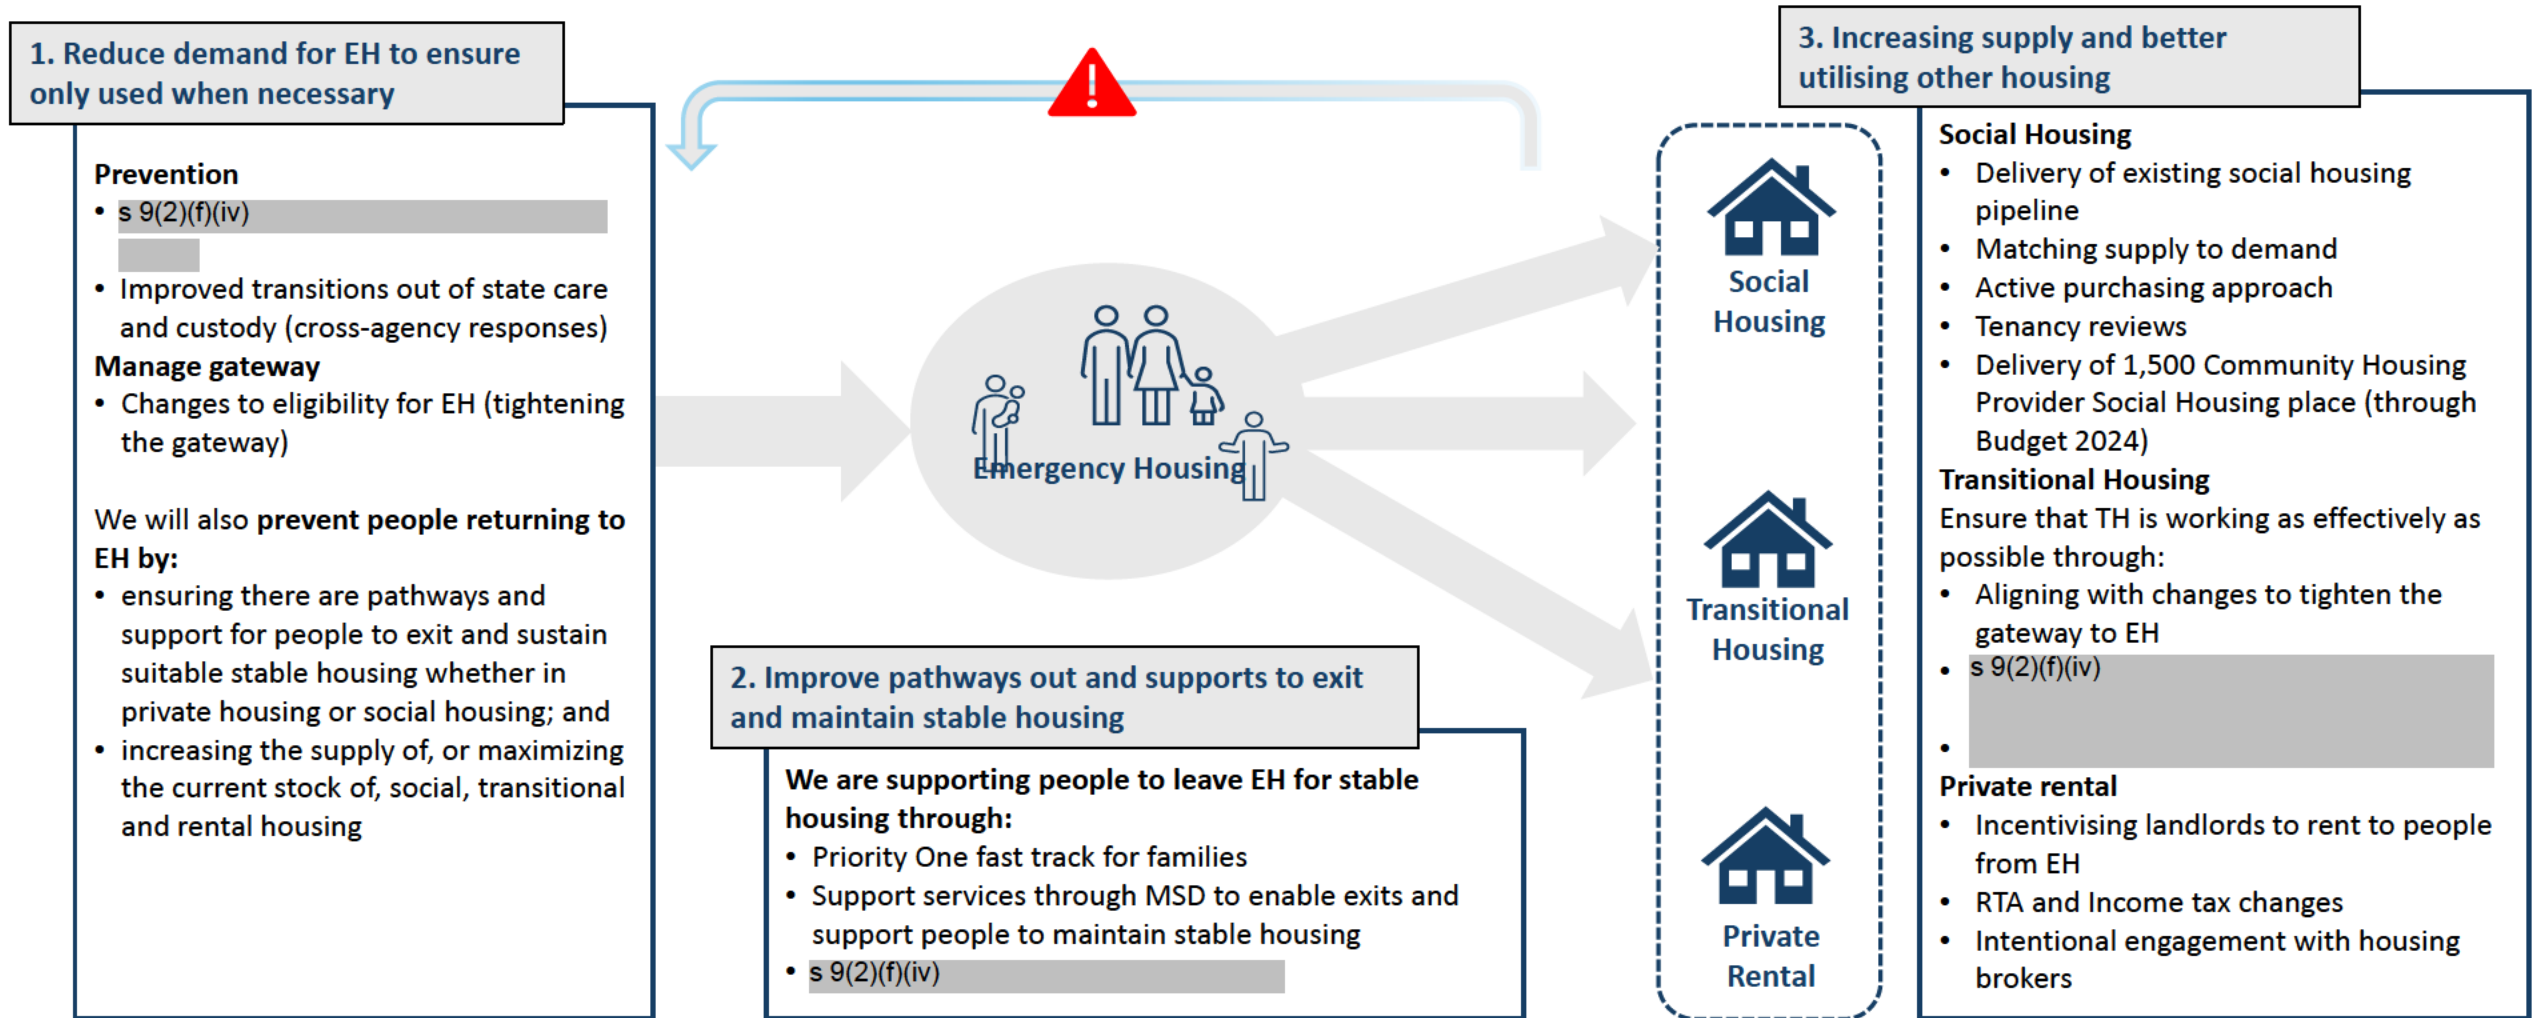 1. Reduce demand for EH to ensure
only used when necessary
Prevention
• s 9(2)(f)(iv)
• Improved transitions out of state care
and custody (cross-agency responses)
Manage gateway
• Changes to eligibility for EH (tightening
the gateway)
We will also prevent people returning to
EH by:
• ensuring there are pathways and
support for people to exit and sustain
suitable stable housing whether in
private housing or social housing; and
• increasing the supply of, or maximizing
the current stock of, social, transitional
and rental housing
Emergency Housing
2. Improve pathways out and supports to exit
and maintain stable housing
We are supporting people to leave EH for stable
housing through:
• Priority One fast track for families
• Support services through MSD to enable exits and
support people to maintain stable housing
• s 9(2)(f)(iv)
Social
Housing
Transitional
Housing
Private
Rental
3. Increasing supply and better
utilising other housing
Social Housing
• Delivery of existing social housing
pipeline
• Matching supply to demand
• Active purchasing approach
• Tenancy reviews
• Delivery of 1,500 Community Housing
Provider Social Housing place (through
Budget 2024)
Transitional Housing
Ensure that TH is working as effectively as
possible through:
• Aligning with changes to tighten the
gateway to EH
• s 9(2)(f)(iv)
•
Private rental
• Incentivising landlords to rent to people
from EH
• RTA and Income tax changes
• Intentional engagement with housing
brokers